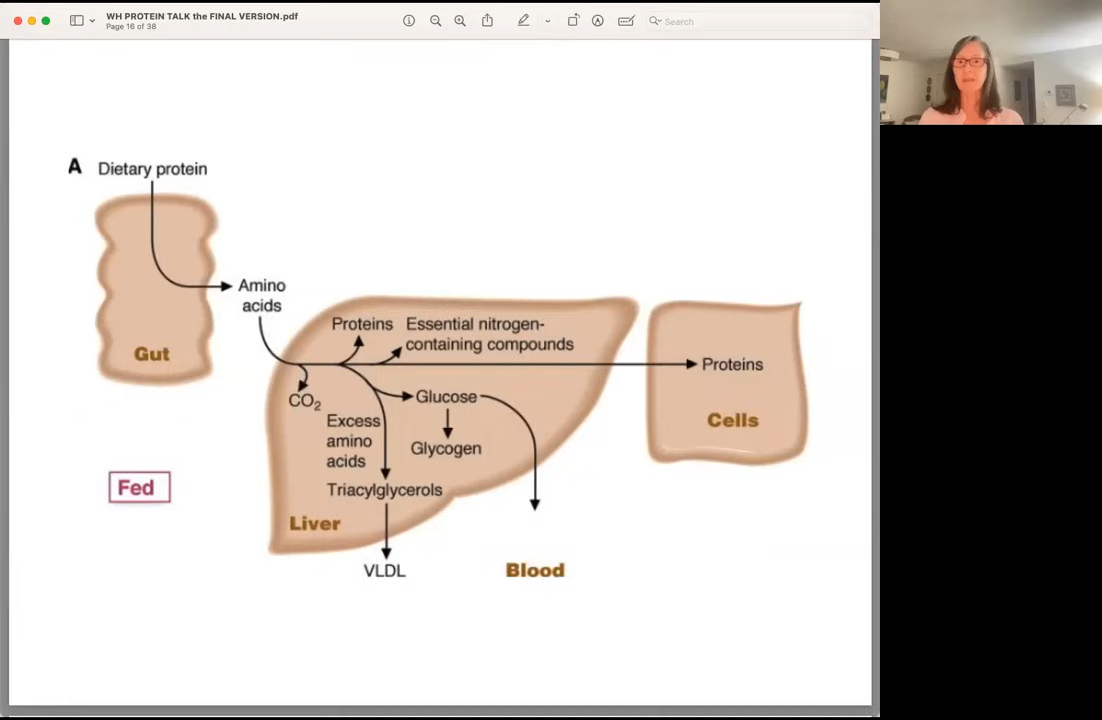 WH PROTEIN TALK the FINAL VERSION.pdf
Page 16 of 38
Search
A Dietary protein
Amino
acids
Gut
Proteins
Essential nitrogen-
containing compounds
Proteins
CO₂
Glucose
Excess
amino
acids
Glycogen
Cells
Triacylglycerols
Fed
Liver
VLDL
Blood